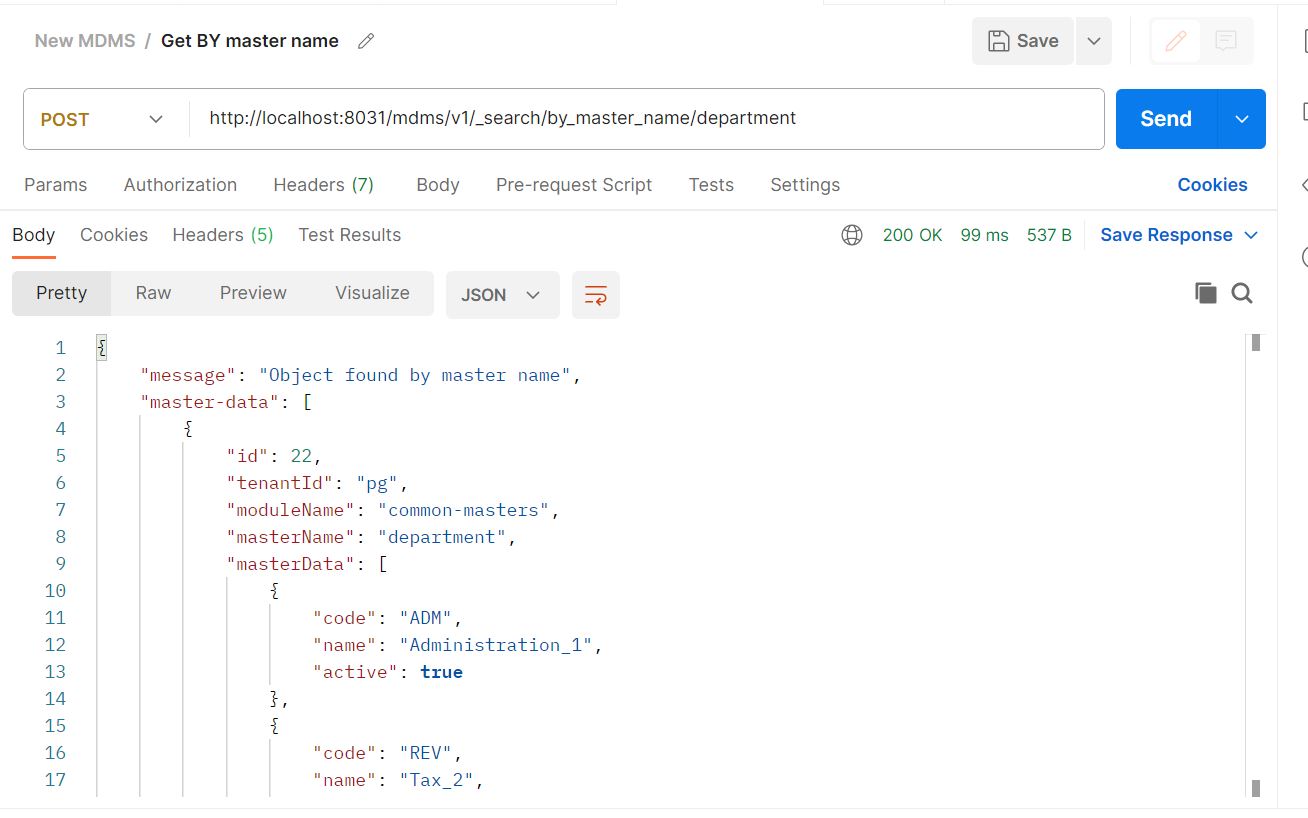 New MDMS / Get BY master name
Save
POST http://localhost:8031/mdms/v1/_search/by_master_name/department Send
Params Authorization Headers (7) Body Pre-request Script Tests Settings Cookies
Body Cookies Headers (5) Test Results 200 OK 99 ms 537 B Save Response
Pretty Raw Preview Visualize JSON
1 {
2 "message": "Object found by master name",
3 "master-data": [
4 {
5 "id": 22,
6 "tenantId": "pg",
7 "moduleName": "common-masters",
8 "masterName": "department",
9 "masterData": [
10 {
11 "code": "ADM",
12 "name": "Administration_1",
13 "active": true
14 },
15 {
16 "code": "REV",
17 "name": "Tax_2",